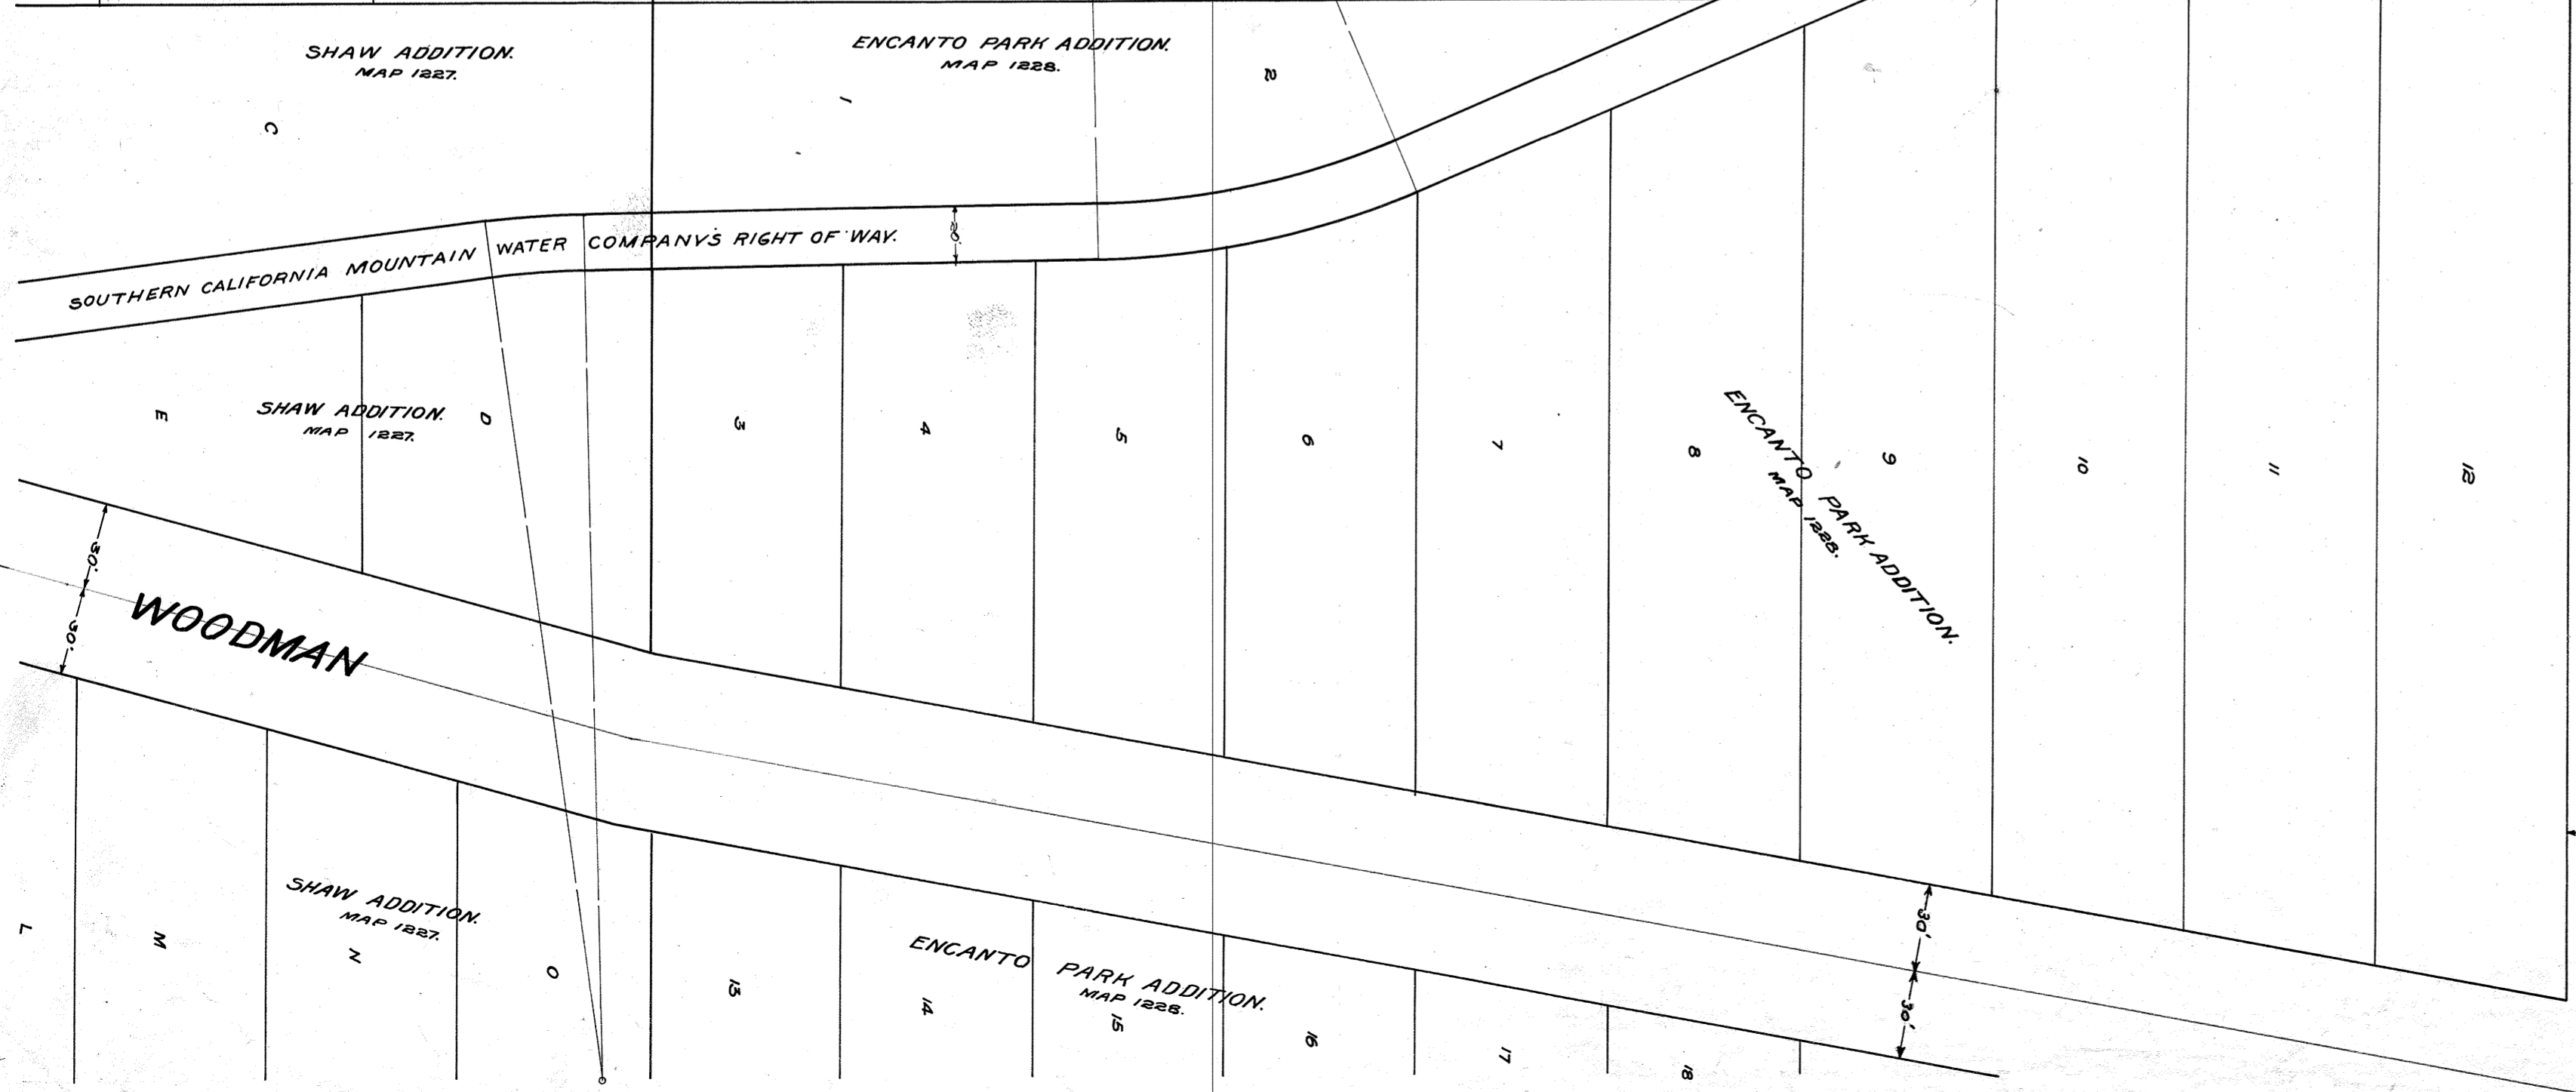 SHAW ADDITION.
MAP 1227.
C
ENCANTO PARK ADDITION.
MAP 1228.
1
2
SOUTHERN CALIFORNIA MOUNTAIN WATER COMPANY'S RIGHT OF WAY.
20'
E
SHAW ADDITION.
MAP 1227.
D
3
4
5
6
7
8
ENCANTO PARK ADDITION.
MAP 1228.
9
10
11
12
30'
30'
WOODMAN
30'
30'
L
M
SHAW ADDITION.
MAP 1227.
N
O
13
14
ENCANTO PARK ADDITION.
MAP 1228.
15
16
17
18